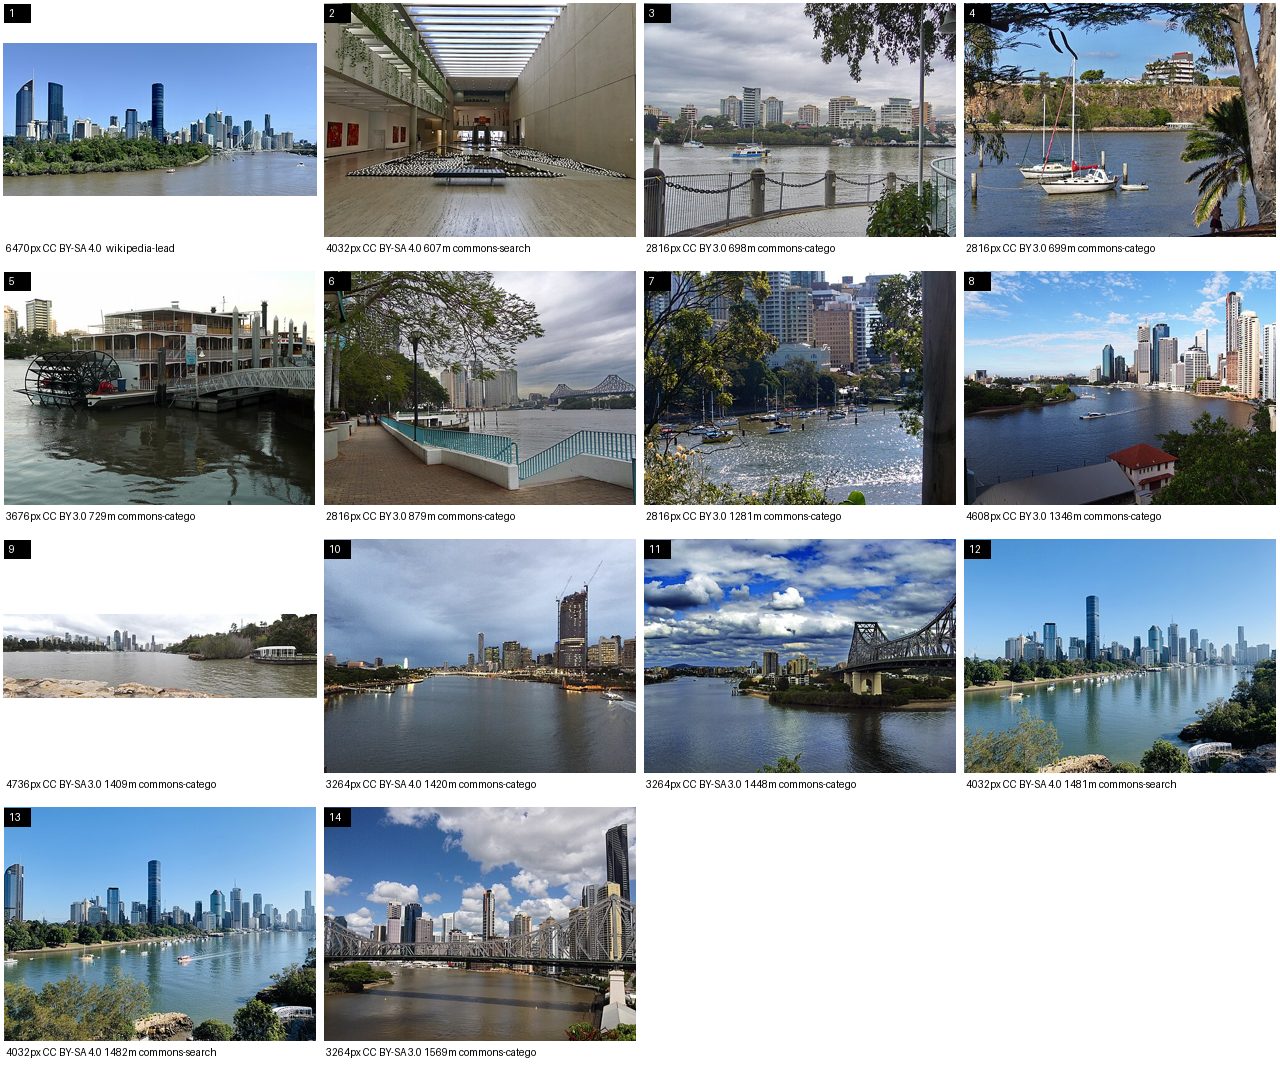 1
2
3
4
6470px CC BY-SA 4.0 wikipedia-lead
4032px CC BY-SA 4.0 607m commons-search
2816px CC BY 3.0 698m commons-catego
2816px CC BY 3.0 699m commons-catego
5
6
7
8
3676px CC BY 3.0 729m commons-catego
2816px CC BY 3.0 879m commons-catego
2816px CC BY 3.0 1281m commons-catego
4608px CC BY 3.0 1346m commons-catego
9
10
11
12
4736px CC BY-SA 3.0 1409m commons-catego
3264px CC BY-SA 4.0 1420m commons-catego
3264px CC BY-SA 3.0 1448m commons-catego
4032px CC BY-SA 4.0 1481m commons-search
13
14
4032px CC BY-SA 4.0 1482m commons-search
3264px CC BY-SA 3.0 1569m commons-catego